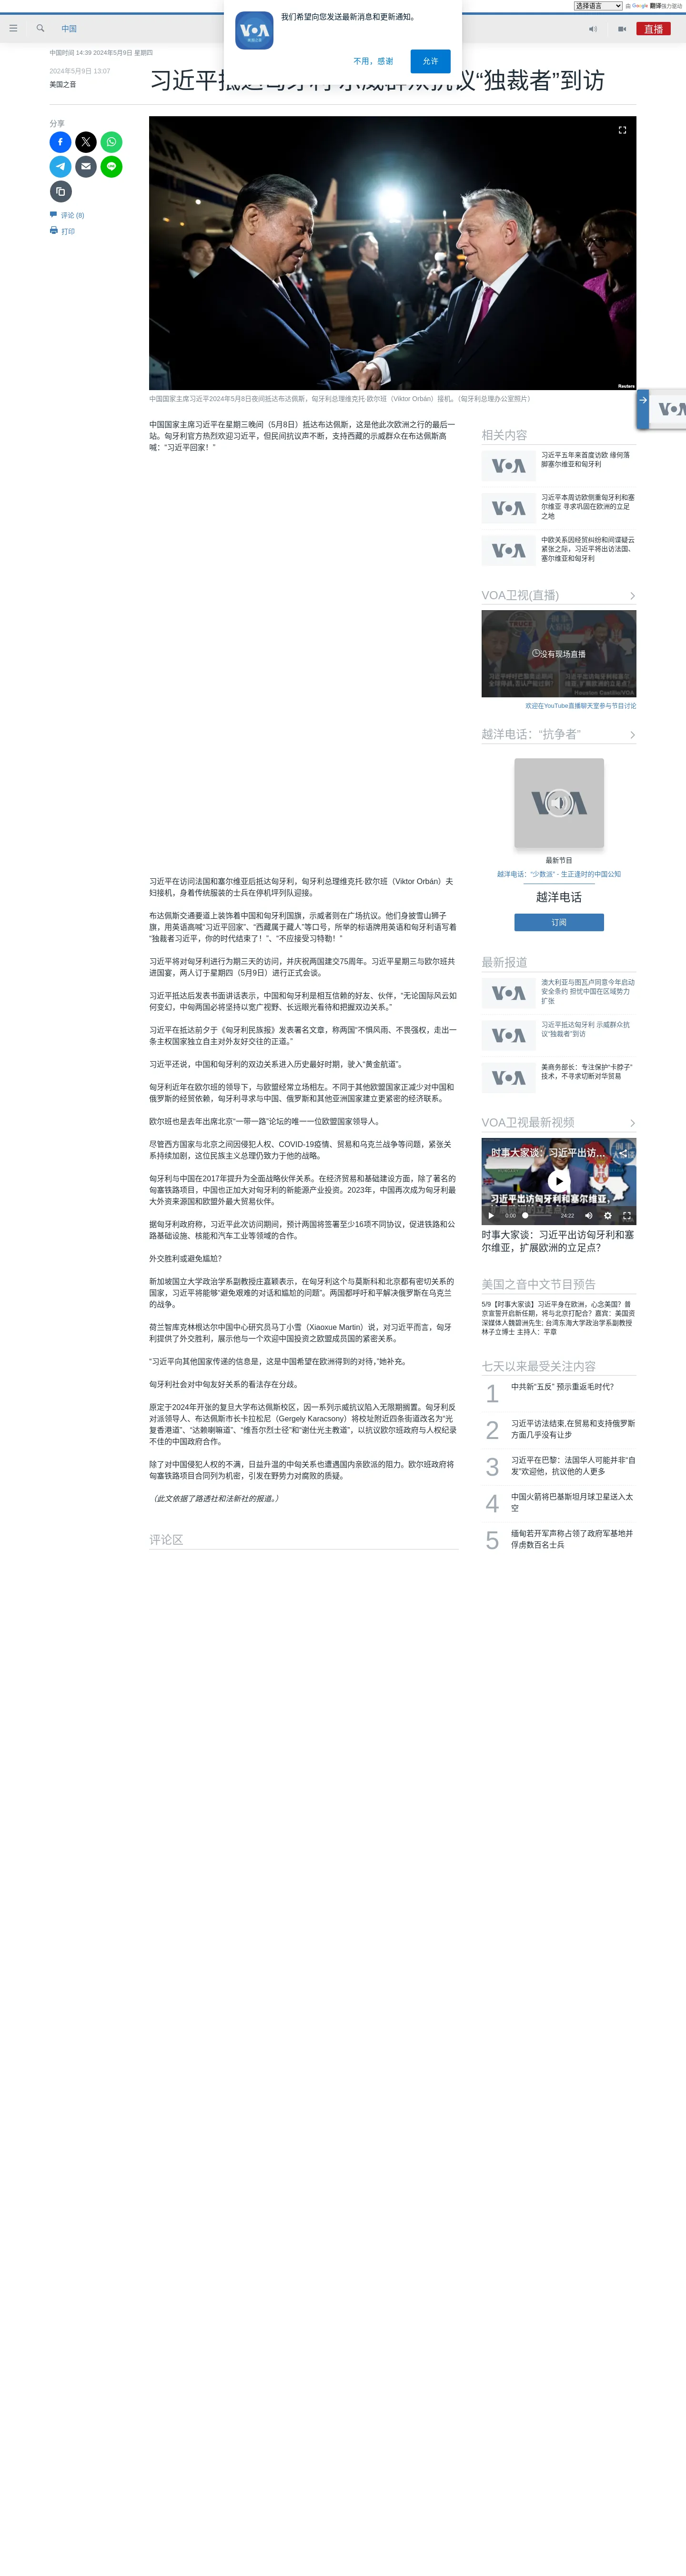 选择语言
由 Google 翻译强力驱动
我们希望向您发送最新消息和更新通知。
VOA
美国之音
不用，感谢
允许
中国
直播
中国时间 14:39 2024年5月9日 星期四
2024年5月9日 13:07
美国之音
议“独裁者”到访
分享
评论 (8)
打印
Reuters
中国国家主席习近平2024年5月8日夜间抵达布达佩斯，匈牙利总理维克托·欧尔班（Viktor Orbán）接机。（匈牙利总理办公室照片）
中国国家主席习近平在星期三晚间（5月8日）抵达布达佩斯，这是他此次欧洲之行的最后一
站。匈牙利官方热烈欢迎习近平，但民间抗议声不断，支持西藏的示威群众在布达佩斯高
喊：“习近平回家！”
习近平在访问法国和塞尔维亚后抵达匈牙利，匈牙利总理维克托·欧尔班（Viktor Orbán）夫
妇接机，身着传统服装的士兵在停机坪列队迎接。
布达佩斯交通要道上装饰着中国和匈牙利国旗，示威者则在广场抗议。他们身披雪山狮子
旗，用英语高喊“习近平回家”、“西藏属于藏人”等口号，所举的标语牌用英语和匈牙利语写着
“独裁者习近平，你的时代结束了！”、“不应接受习特勒！”
习近平将对匈牙利进行为期三天的访问，并庆祝两国建交75周年。习近平星期三与欧尔班共
进国宴，两人订于星期四（5月9日）进行正式会谈。
习近平抵达后发表书面讲话表示，中国和匈牙利是相互信赖的好友、伙伴，“无论国际风云如
何变幻，中匈两国必将坚持以宽广视野、长远眼光看待和把握双边关系。”
习近平在抵达前夕于《匈牙利民族报》发表署名文章，称两国“不惧风雨、不畏强权，走出一
条主权国家独立自主对外友好交往的正道。”
习近平还说，中国和匈牙利的双边关系进入历史最好时期，驶入“黄金航道”。
匈牙利近年在欧尔班的领导下，与欧盟经常立场相左。不同于其他欧盟国家正减少对中国和
俄罗斯的经济依赖，匈牙利寻求与中国、俄罗斯和其他亚洲国家建立更紧密的经济联系。
欧尔班也是去年出席北京“一带一路”论坛的唯一一位欧盟国家领导人。
尽管西方国家与北京之间因侵犯人权、COVID-19疫情、贸易和乌克兰战争等问题，紧张关
系持续加剧，这位民族主义总理仍致力于他的战略。
匈牙利与中国在2017年提升为全面战略伙伴关系。在经济贸易和基础建设方面，除了著名的
匈塞铁路项目，中国也正加大对匈牙利的新能源产业投资。2023年，中国再次成为匈牙利最
大外资来源国和欧盟外最大贸易伙伴。
据匈牙利政府称，习近平此次访问期间，预计两国将签署至少16项不同协议，促进铁路和公
路基础设施、核能和汽车工业等领域的合作。
外交胜利或避免尴尬？
新加坡国立大学政治学系副教授庄嘉颖表示，在匈牙利这个与莫斯科和北京都有密切关系的
国家，习近平将能够“避免艰难的对话和尴尬的问题”。两国都呼吁和平解决俄罗斯在乌克兰
的战争。
荷兰智库克林根达尔中国中心研究员马丁小雪（Xiaoxue Martin）说，对习近平而言，匈牙
利提供了外交胜利，展示他与一个欢迎中国投资之欧盟成员国的紧密关系。
“习近平向其他国家传递的信息是，这是中国希望在欧洲得到的对待，”她补充。
匈牙利社会对中匈友好关系的看法存在分歧。
原定于2024年开张的复旦大学布达佩斯校区，因一系列示威抗议陷入无限期搁置。匈牙利反
对派领导人、布达佩斯市长卡拉松尼（Gergely Karacsony）将校址附近四条街道改名为“光
复香港道”、“达赖喇嘛道”、“维吾尔烈士径”和“谢仕光主教道”，以抗议欧尔班政府与人权纪录
不佳的中国政府合作。
除了对中国侵犯人权的不满，日益升温的中匈关系也遭遇国内亲欧派的阻力。欧尔班政府将
匈塞铁路项目合同列为机密，引发在野势力对腐败的质疑。
（此文依据了路透社和法新社的报道。）
评论区
相关内容
VOA
习近平五年来首度访欧 缘何落
脚塞尔维亚和匈牙利
VOA
习近平本周访欧侧重匈牙利和塞
尔维亚 寻求巩固在欧洲的立足
之地
VOA
中欧关系因经贸纠纷和间谍疑云
紧张之际，习近平将出访法国、
塞尔维亚和匈牙利
VOA卫视(直播)
没有现场直播
欢迎在YouTube直播聊天室参与节目讨论
越洋电话：“抗争者”
VOA
最新节目
越洋电话：“少数派” - 生正逢时的中国公知
越洋电话
订阅
最新报道
VOA
澳大利亚与图瓦卢同意今年启动
安全条约 担忧中国在区域势力
扩张
VOA
习近平抵达匈牙利 示威群众抗
议“独裁者”到访
VOA
美商务部长：专注保护“卡脖子”
技术，不寻求切断对华贸易
VOA卫视最新视频
时事大家谈：习近平出访...
习近平出访匈牙利和塞尔维亚，
0:00
24:22
时事大家谈：习近平出访匈牙利和塞
尔维亚，扩展欧洲的立足点？
美国之音中文节目预告
5/9【时事大家谈】习近平身在欧洲，心念美国？普
京宣誓开启新任期，将与北京打配合？嘉宾：美国资
深媒体人魏碧洲先生; 台湾东海大学政治学系副教授
林子立博士 主持人：平章
七天以来最受关注内容
1 中共新“五反” 预示重返毛时代？
2 习近平访法结束,在贸易和支持俄罗斯
方面几乎没有让步
3 习近平在巴黎：法国华人可能并非“自
发”欢迎他，抗议他的人更多
4 中国火箭将巴基斯坦月球卫星送入太
空
5 缅甸若开军声称占领了政府军基地并
俘虏数百名士兵